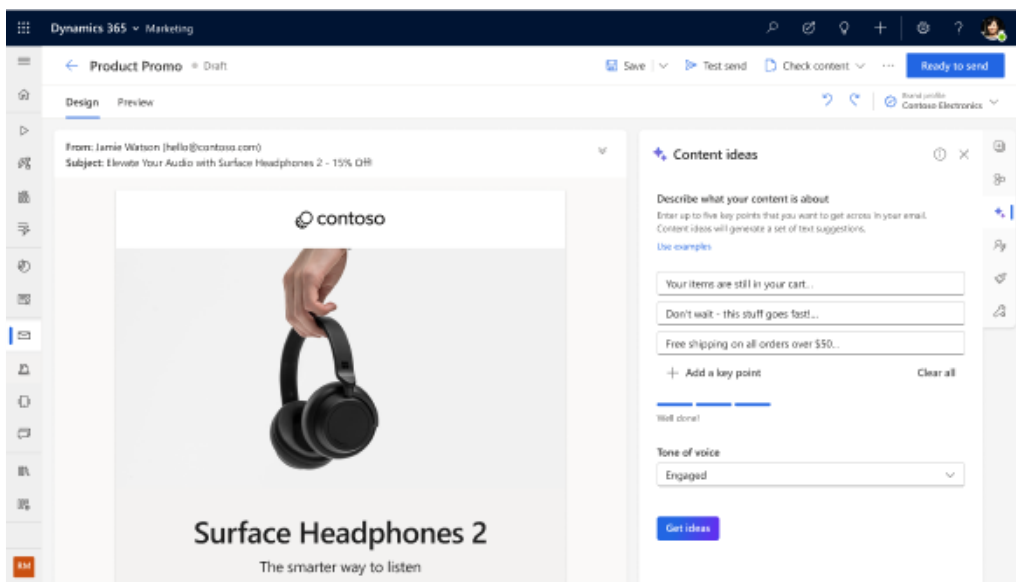 Dynamics 365 Marketing
Product Promo Draft
Save
Test send
Check content
Ready to send
Design
Preview
Brand profile
Contoso Electronics
From: Jamie Watson (hello@contoso.com)
Subject: Elevate Your Audio with Surface Headphones 2 - 15% Off!
contoso
Surface Headphones 2
The smarter way to listen
Content ideas
Describe what your content is about
Enter up to five key points that you want to get across in your email.
Content ideas will generate a set of text suggestions.
Use examples
Your items are still in your cart...
Don't wait - this stuff goes fast!...
Free shipping on all orders over $50...
Add a key point
Clear all
Well done!
Tone of voice
Engaged
Get ideas
RM